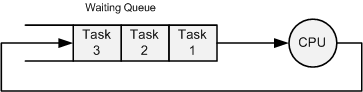 Waiting Queue
Task 3
Task 2
Task 1
CPU